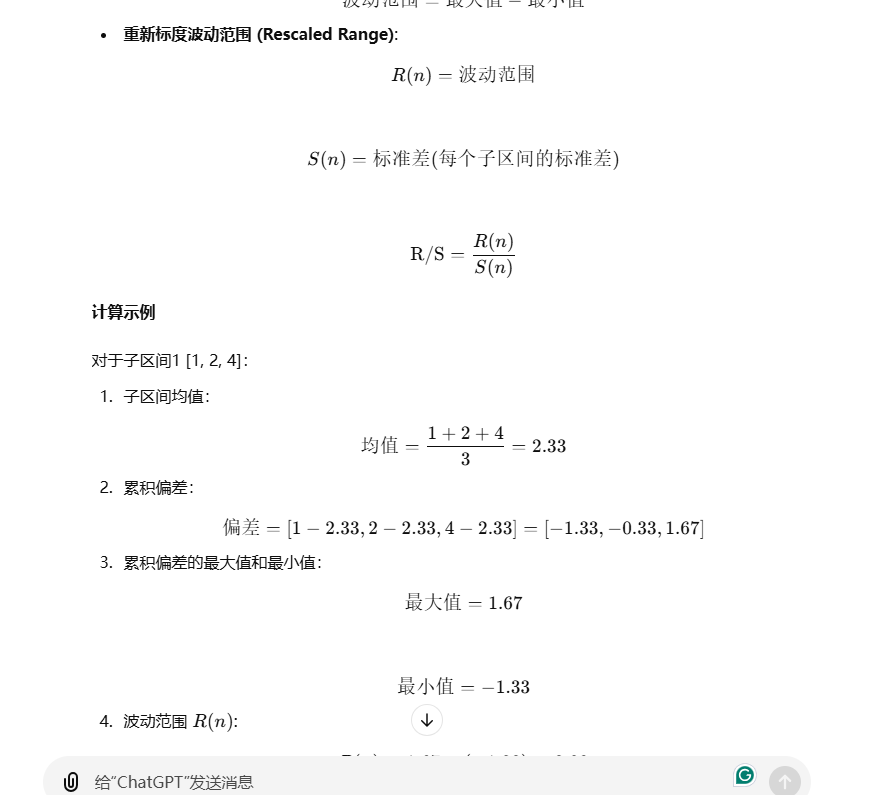 波动范围 = 最大值 − 最小值
• 重新标度波动范围 (Rescaled Range):
R(n) = 波动范围
S(n) = 标准差(每个子区间的标准差)
R/S = R(n)/S(n)
计算示例
对于子区间1 [1, 2, 4]：
1. 子区间均值：
均值 = (1 + 2 + 4)/3 = 2.33
2. 累积偏差：
偏差 = [1 − 2.33, 2 − 2.33, 4 − 2.33] = [−1.33, −0.33, 1.67]
3. 累积偏差的最大值和最小值：
最大值 = 1.67
最小值 = −1.33
4. 波动范围 R(n):
给“ChatGPT”发送消息